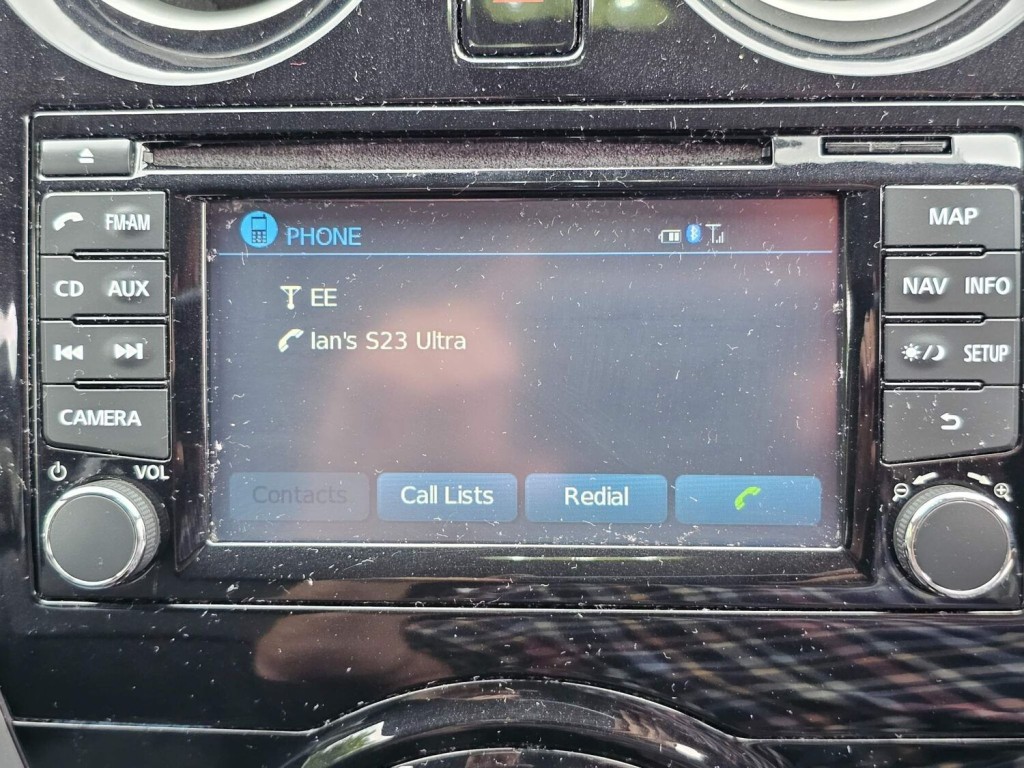 FM·AM
CD AUX
CAMERA
VOL
PHONE
EE
Ian's S23 Ultra
Contacts Call Lists Redial
MAP
NAV INFO
SETUP